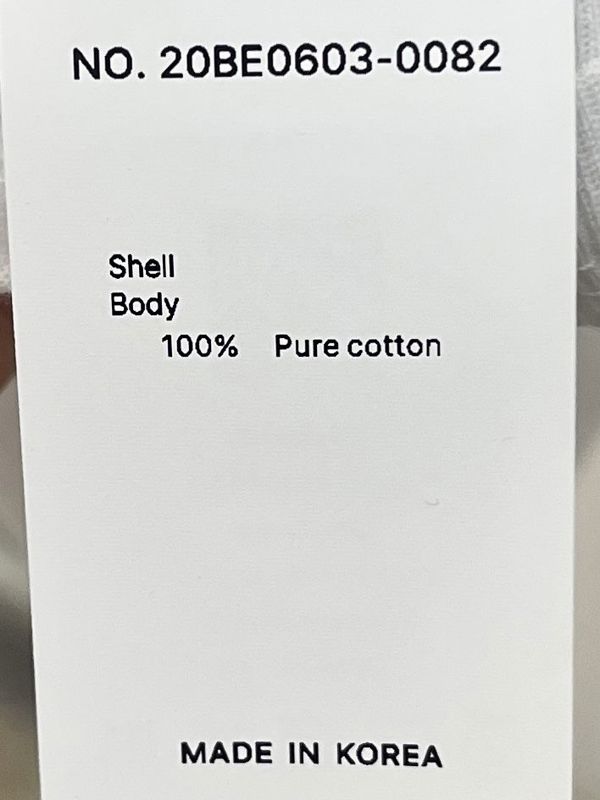 NO. 20BE0603-0082
Shell
Body
100% Pure cotton
MADE IN KOREA